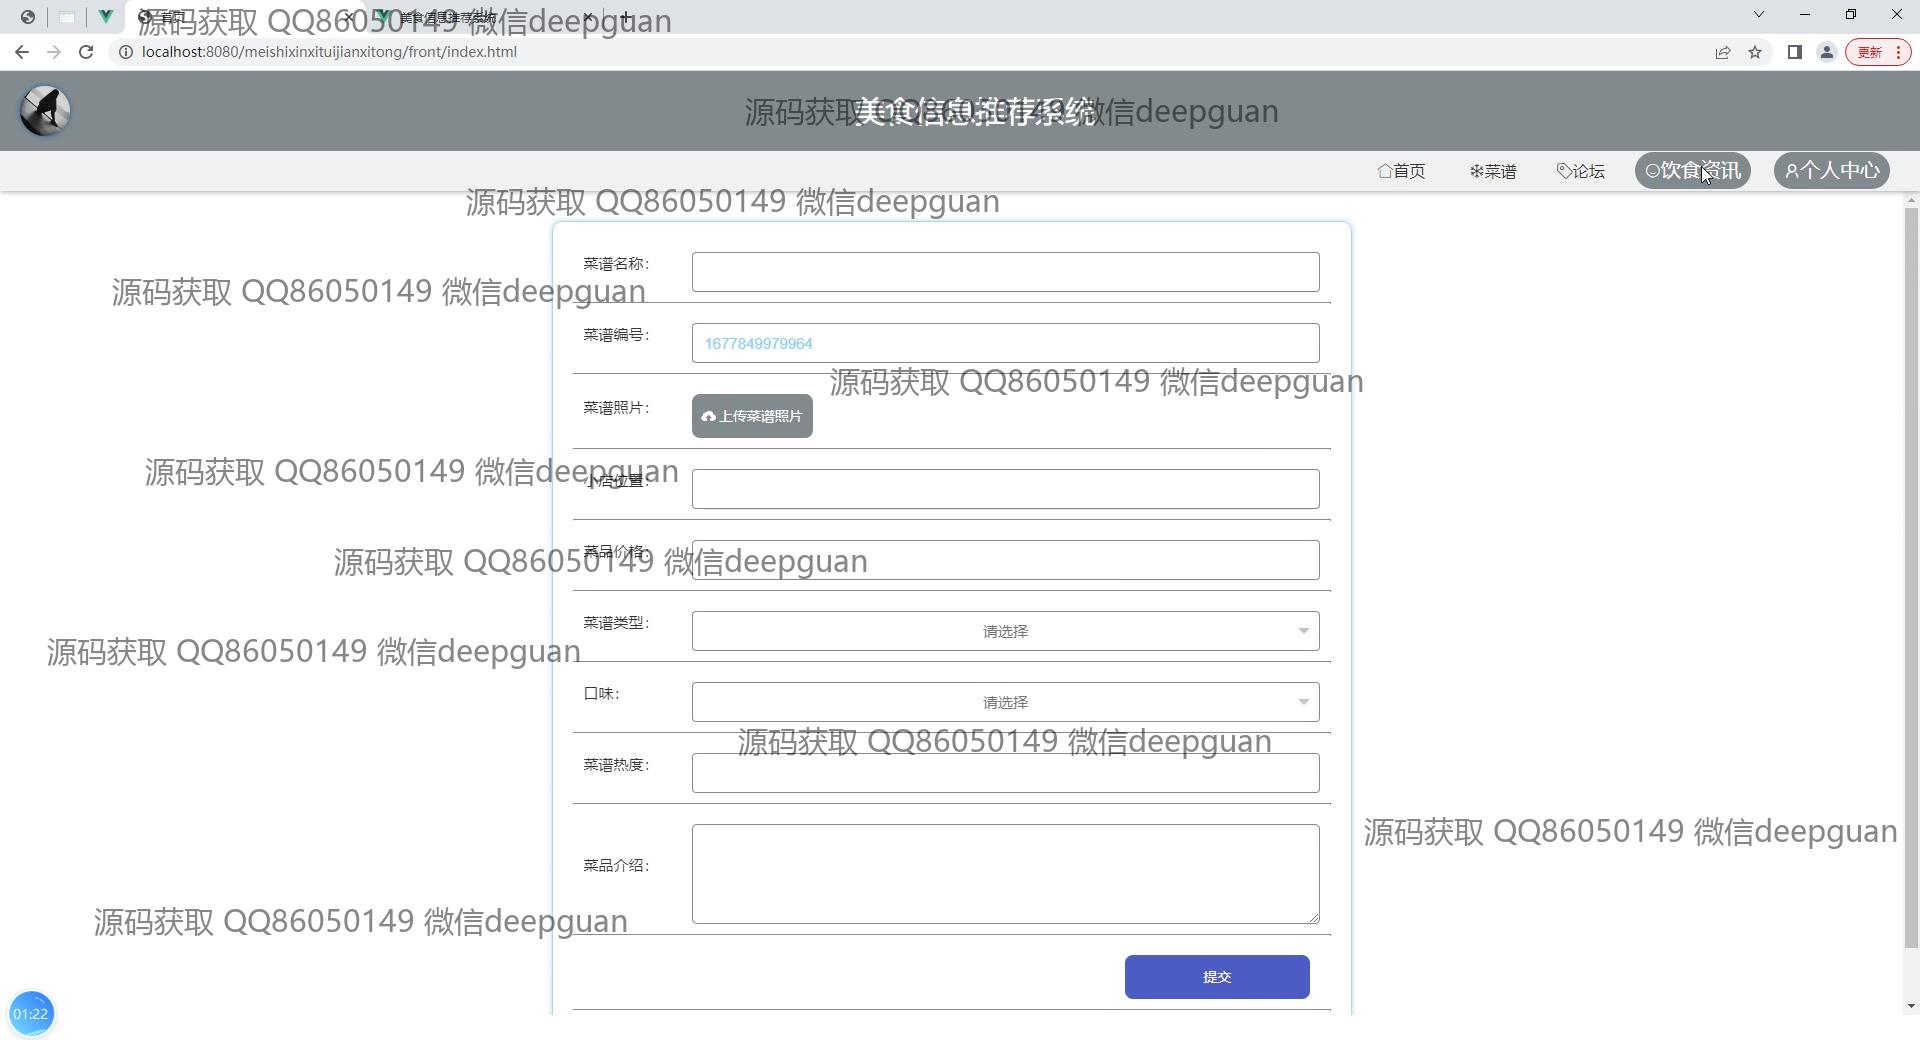 首页
美食信息推荐系统
源码获取 QQ86050149 微信deepguan
localhost:8080/meishixinxituijianxitong/front/index.html
更新
美食信息推荐系统
源码获取 QQ86050149 微信deepguan
首页 菜谱 论坛 饮食资讯 个人中心
源码获取 QQ86050149 微信deepguan
菜谱名称：
源码获取 QQ86050149 微信deepguan
菜谱编号：
1677849979964
源码获取 QQ86050149 微信deepguan
菜谱照片：
上传菜谱照片
源码获取 QQ86050149 微信deepguan
小店位置：
菜品价格：
源码获取 QQ86050149 微信deepguan
菜谱类型：
请选择
源码获取 QQ86050149 微信deepguan
口味：
请选择
源码获取 QQ86050149 微信deepguan
菜谱热度：
源码获取 QQ86050149 微信deepguan
菜品介绍：
源码获取 QQ86050149 微信deepguan
提交
01:22